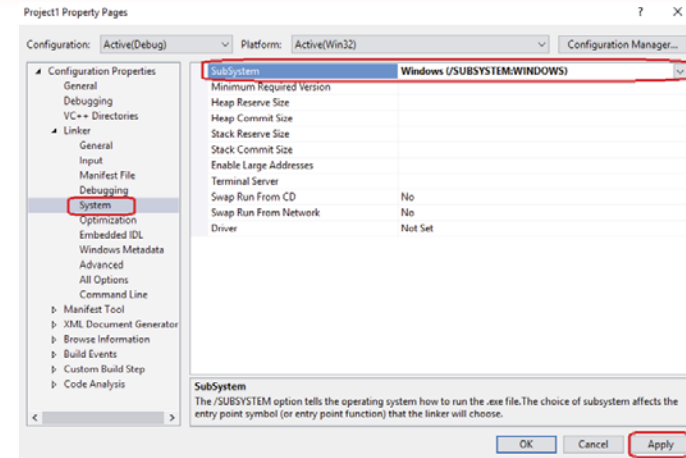 Project1 Property Pages ? X
Configuration: Active(Debug) Platform: Active(Win32) Configuration Manager...
Configuration Properties
General
Debugging
VC++ Directories
Linker
General
Input
Manifest File
Debugging
System
Optimization
Embedded IDL
Windows Metadata
Advanced
All Options
Command Line
Manifest Tool
XML Document Generator
Browse Information
Build Events
Custom Build Step
Code Analysis
SubSystem Windows (/SUBSYSTEM:WINDOWS)
Minimum Required Version
Heap Reserve Size
Heap Commit Size
Stack Reserve Size
Stack Commit Size
Enable Large Addresses
Terminal Server
Swap Run From CD No
Swap Run From Network No
Driver Not Set
SubSystem
The /SUBSYSTEM option tells the operating system how to run the .exe file.The choice of subsystem affects the
entry point symbol (or entry point function) that the linker will choose.
OK Cancel Apply